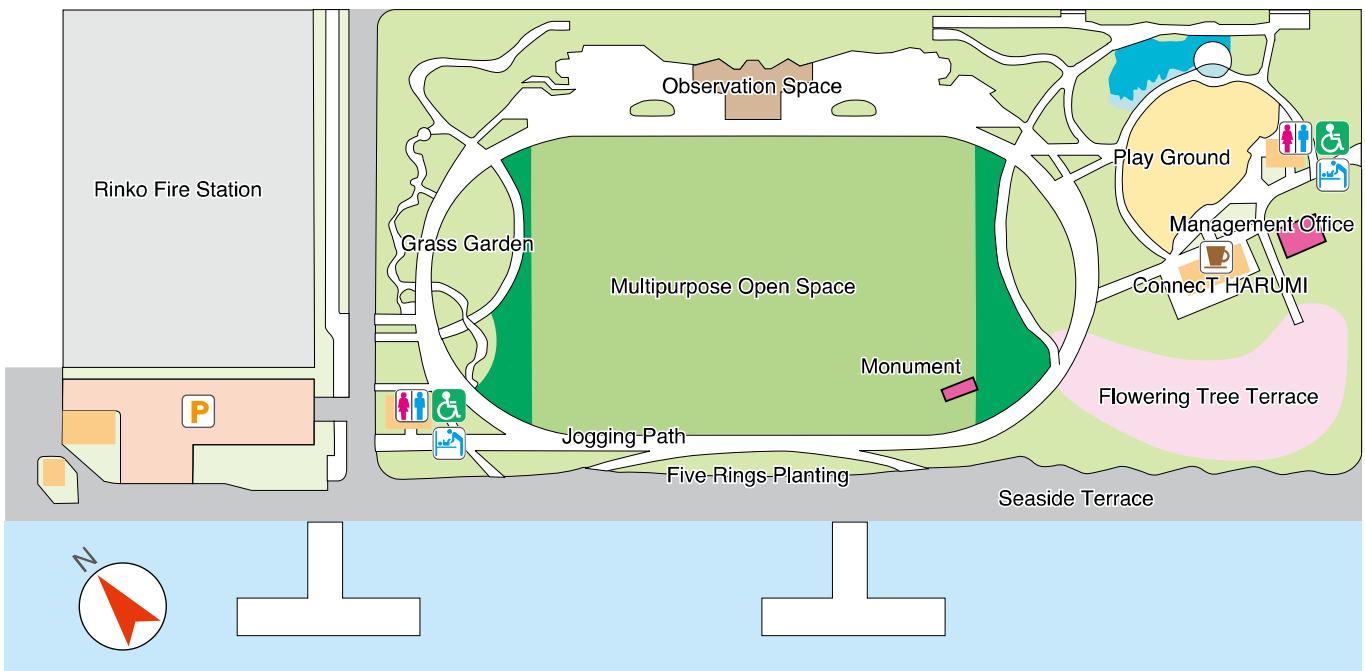 Observation Space
Play Ground
Rinko Fire Station
Management Office
Grass Garden
Multipurpose Open Space
ConnecT HARUMI
Monument
Flowering Tree Terrace
P
Jogging Path
Five Rings Planting
Seaside Terrace
N